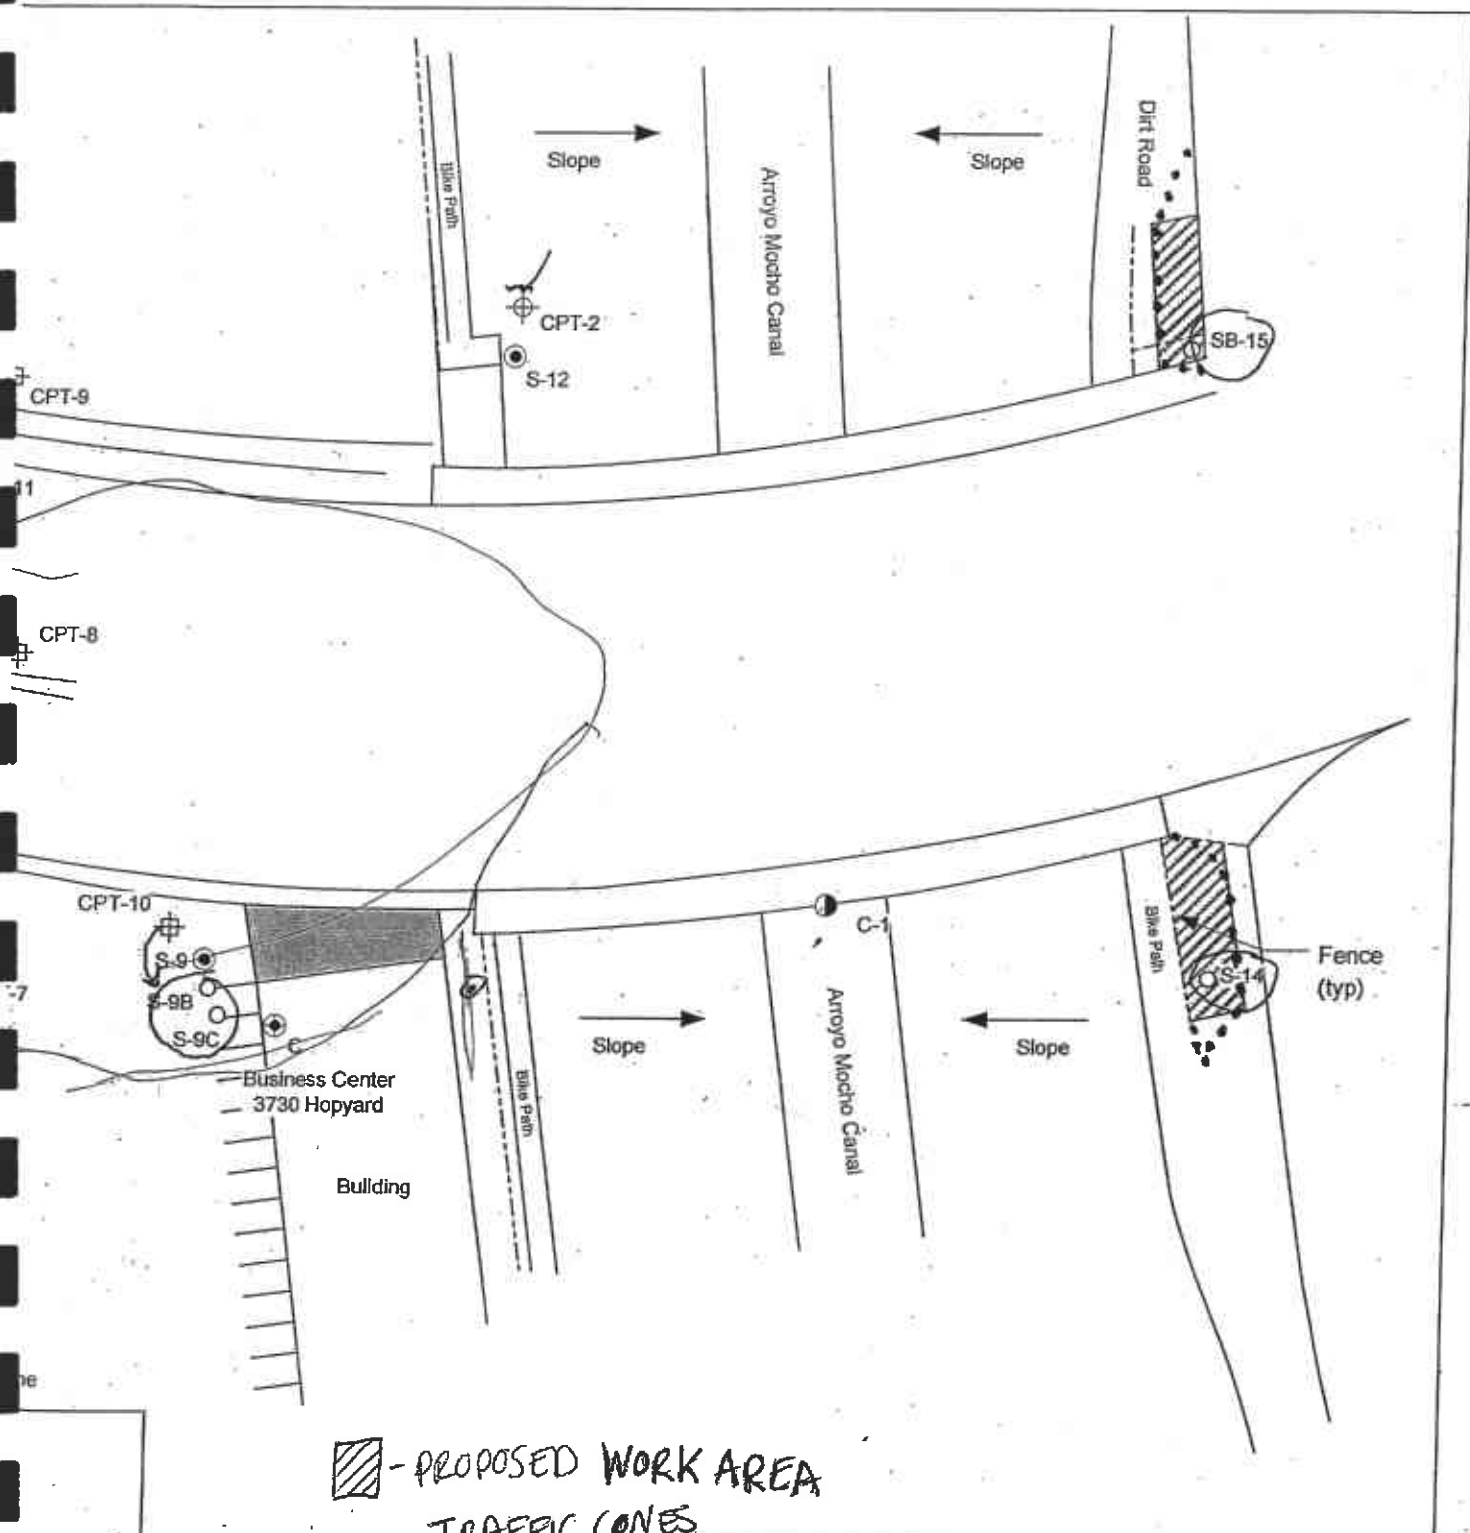 Slope
Slope
Dirt Road
Bike Path
Arroyo Mocho Canal
CPT-2
S-12
SB-15
CPT-9
11
CPT-8
CPT-10
S-9
S-9B
S-9C
C
-7
C-1
Bike Path
S-14
Fence
(typ)
Slope
Slope
Arroyo Mocho Canal
Bike Path
Business Center
3730 Hopyard
Building
- PROPOSED WORK AREA
TRAFFIC CONES